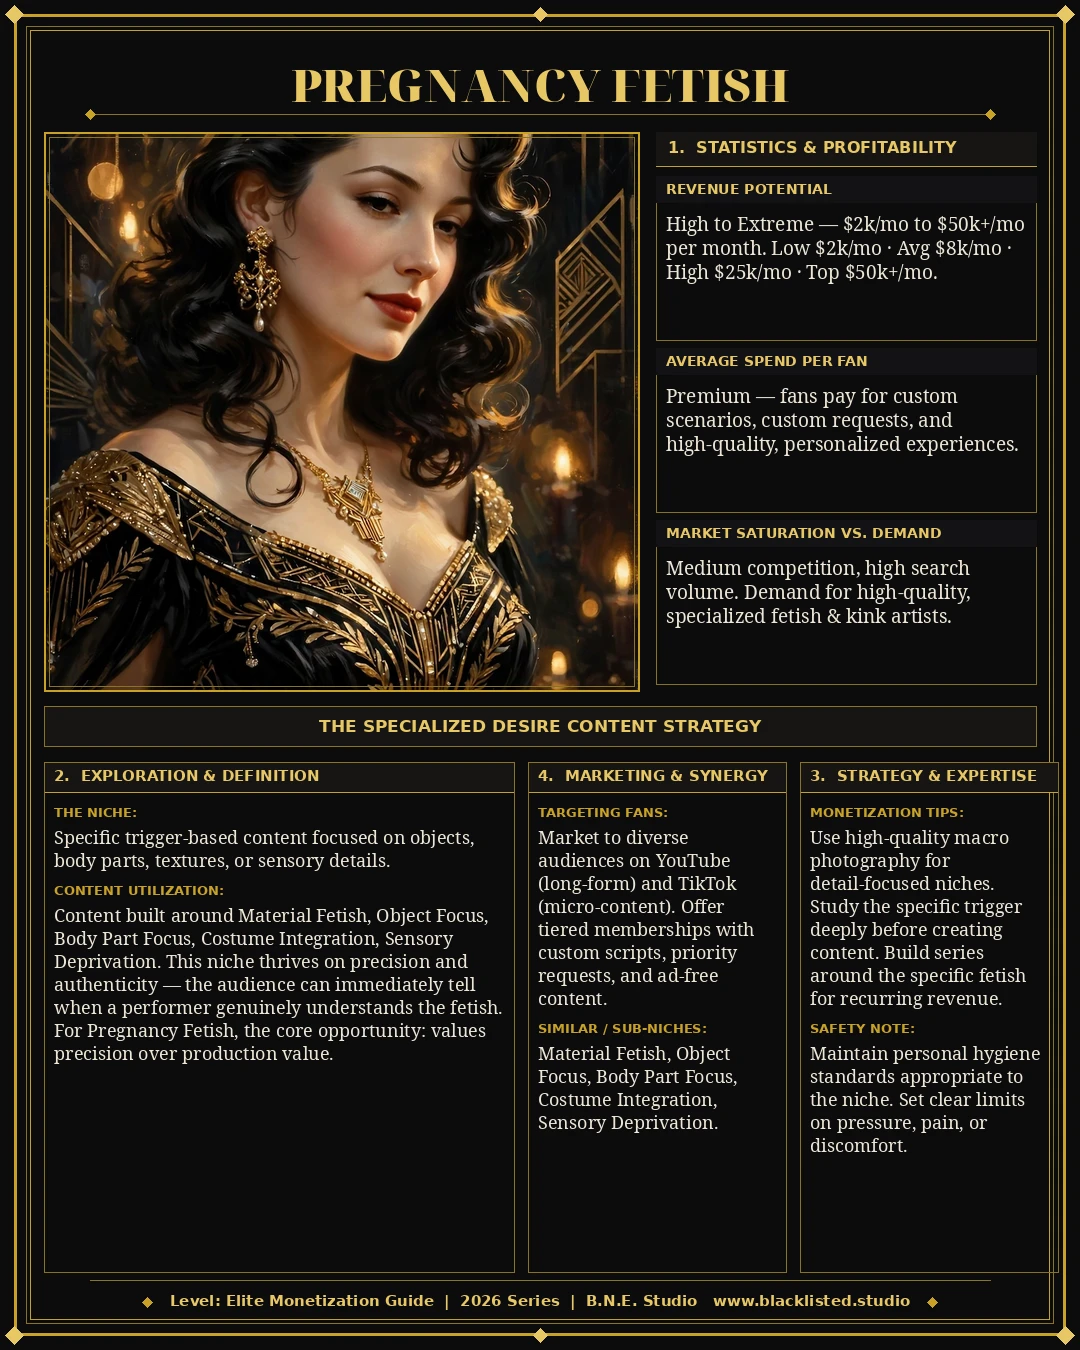 PREGNANCY FETISH
1. STATISTICS & PROFITABILITY
REVENUE POTENTIAL
High to Extreme — $2k/mo to $50k+/mo
per month. Low $2k/mo · Avg $8k/mo ·
High $25k/mo · Top $50k+/mo.
AVERAGE SPEND PER FAN
Premium — fans pay for custom
scenarios, custom requests, and
high-quality, personalized experiences.
MARKET SATURATION VS. DEMAND
Medium competition, high search
volume. Demand for high-quality,
specialized fetish & kink artists.
THE SPECIALIZED DESIRE CONTENT STRATEGY
2. EXPLORATION & DEFINITION
THE NICHE:
Specific trigger-based content focused on objects,
body parts, textures, or sensory details.
CONTENT UTILIZATION:
Content built around Material Fetish, Object Focus,
Body Part Focus, Costume Integration, Sensory
Deprivation. This niche thrives on precision and
authenticity — the audience can immediately tell
when a performer genuinely understands the fetish.
For Pregnancy Fetish, the core opportunity: values
precision over production value.
4. MARKETING & SYNERGY
TARGETING FANS:
Market to diverse
audiences on YouTube
(long-form) and TikTok
(micro-content). Offer
tiered memberships with
custom scripts, priority
requests, and ad-free
content.
SIMILAR / SUB-NICHES:
Material Fetish, Object
Focus, Body Part Focus,
Costume Integration,
Sensory Deprivation.
3. STRATEGY & EXPERTISE
MONETIZATION TIPS:
Use high-quality macro
photography for
detail-focused niches.
Study the specific trigger
deeply before creating
content. Build series
around the specific fetish
for recurring revenue.
SAFETY NOTE:
Maintain personal hygiene
standards appropriate to
the niche. Set clear limits
on pressure, pain, or
discomfort.
Level: Elite Monetization Guide | 2026 Series | B.N.E. Studio www.blacklisted.studio